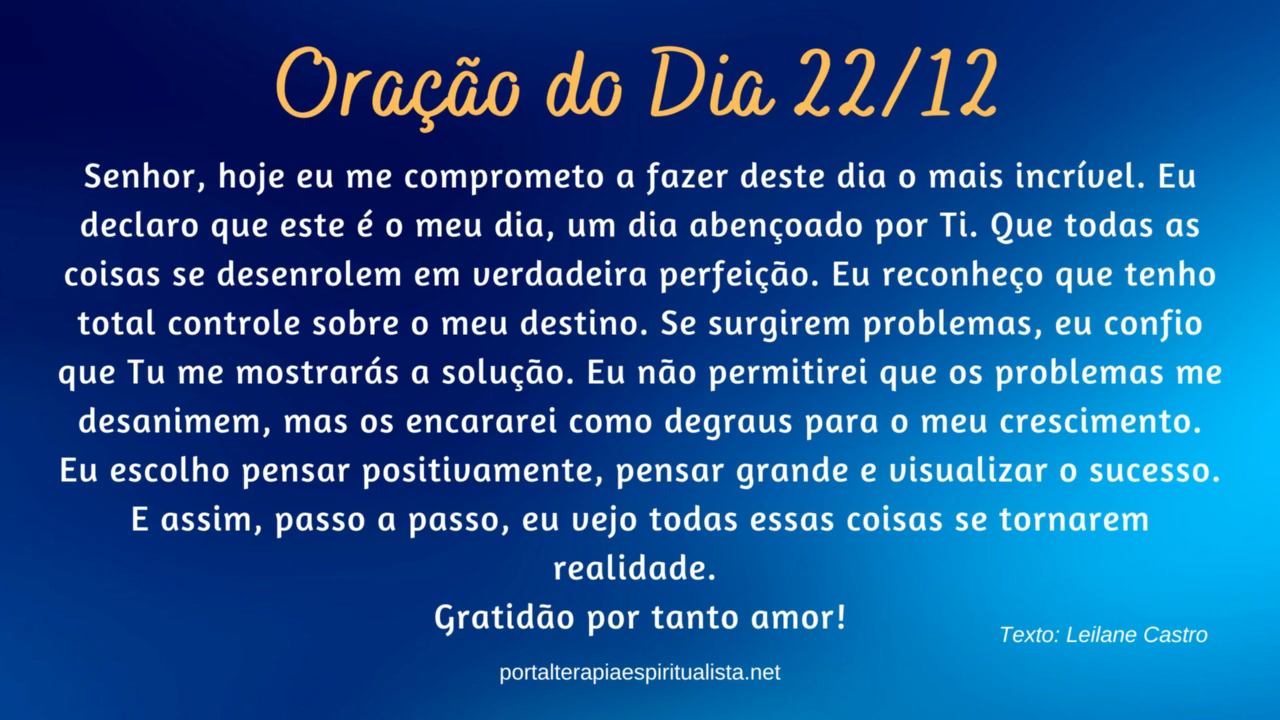 Oração do Dia 22/12
Senhor, hoje eu me comprometo a fazer deste dia o mais incrível. Eu
declaro que este é o meu dia, um dia abençoado por Ti. Que todas as
coisas se desenrolem em verdadeira perfeição. Eu reconheço que tenho
total controle sobre o meu destino. Se surgirem problemas, eu confio
que Tu me mostrarás a solução. Eu não permitirei que os problemas me
desanimem, mas os encararei como degraus para o meu crescimento.
Eu escolho pensar positivamente, pensar grande e visualizar o sucesso.
E assim, passo a passo, eu vejo todas essas coisas se tornarem
realidade.
Gratidão por tanto amor!
Texto: Leilane Castro
portalterapiaespiritualista.net